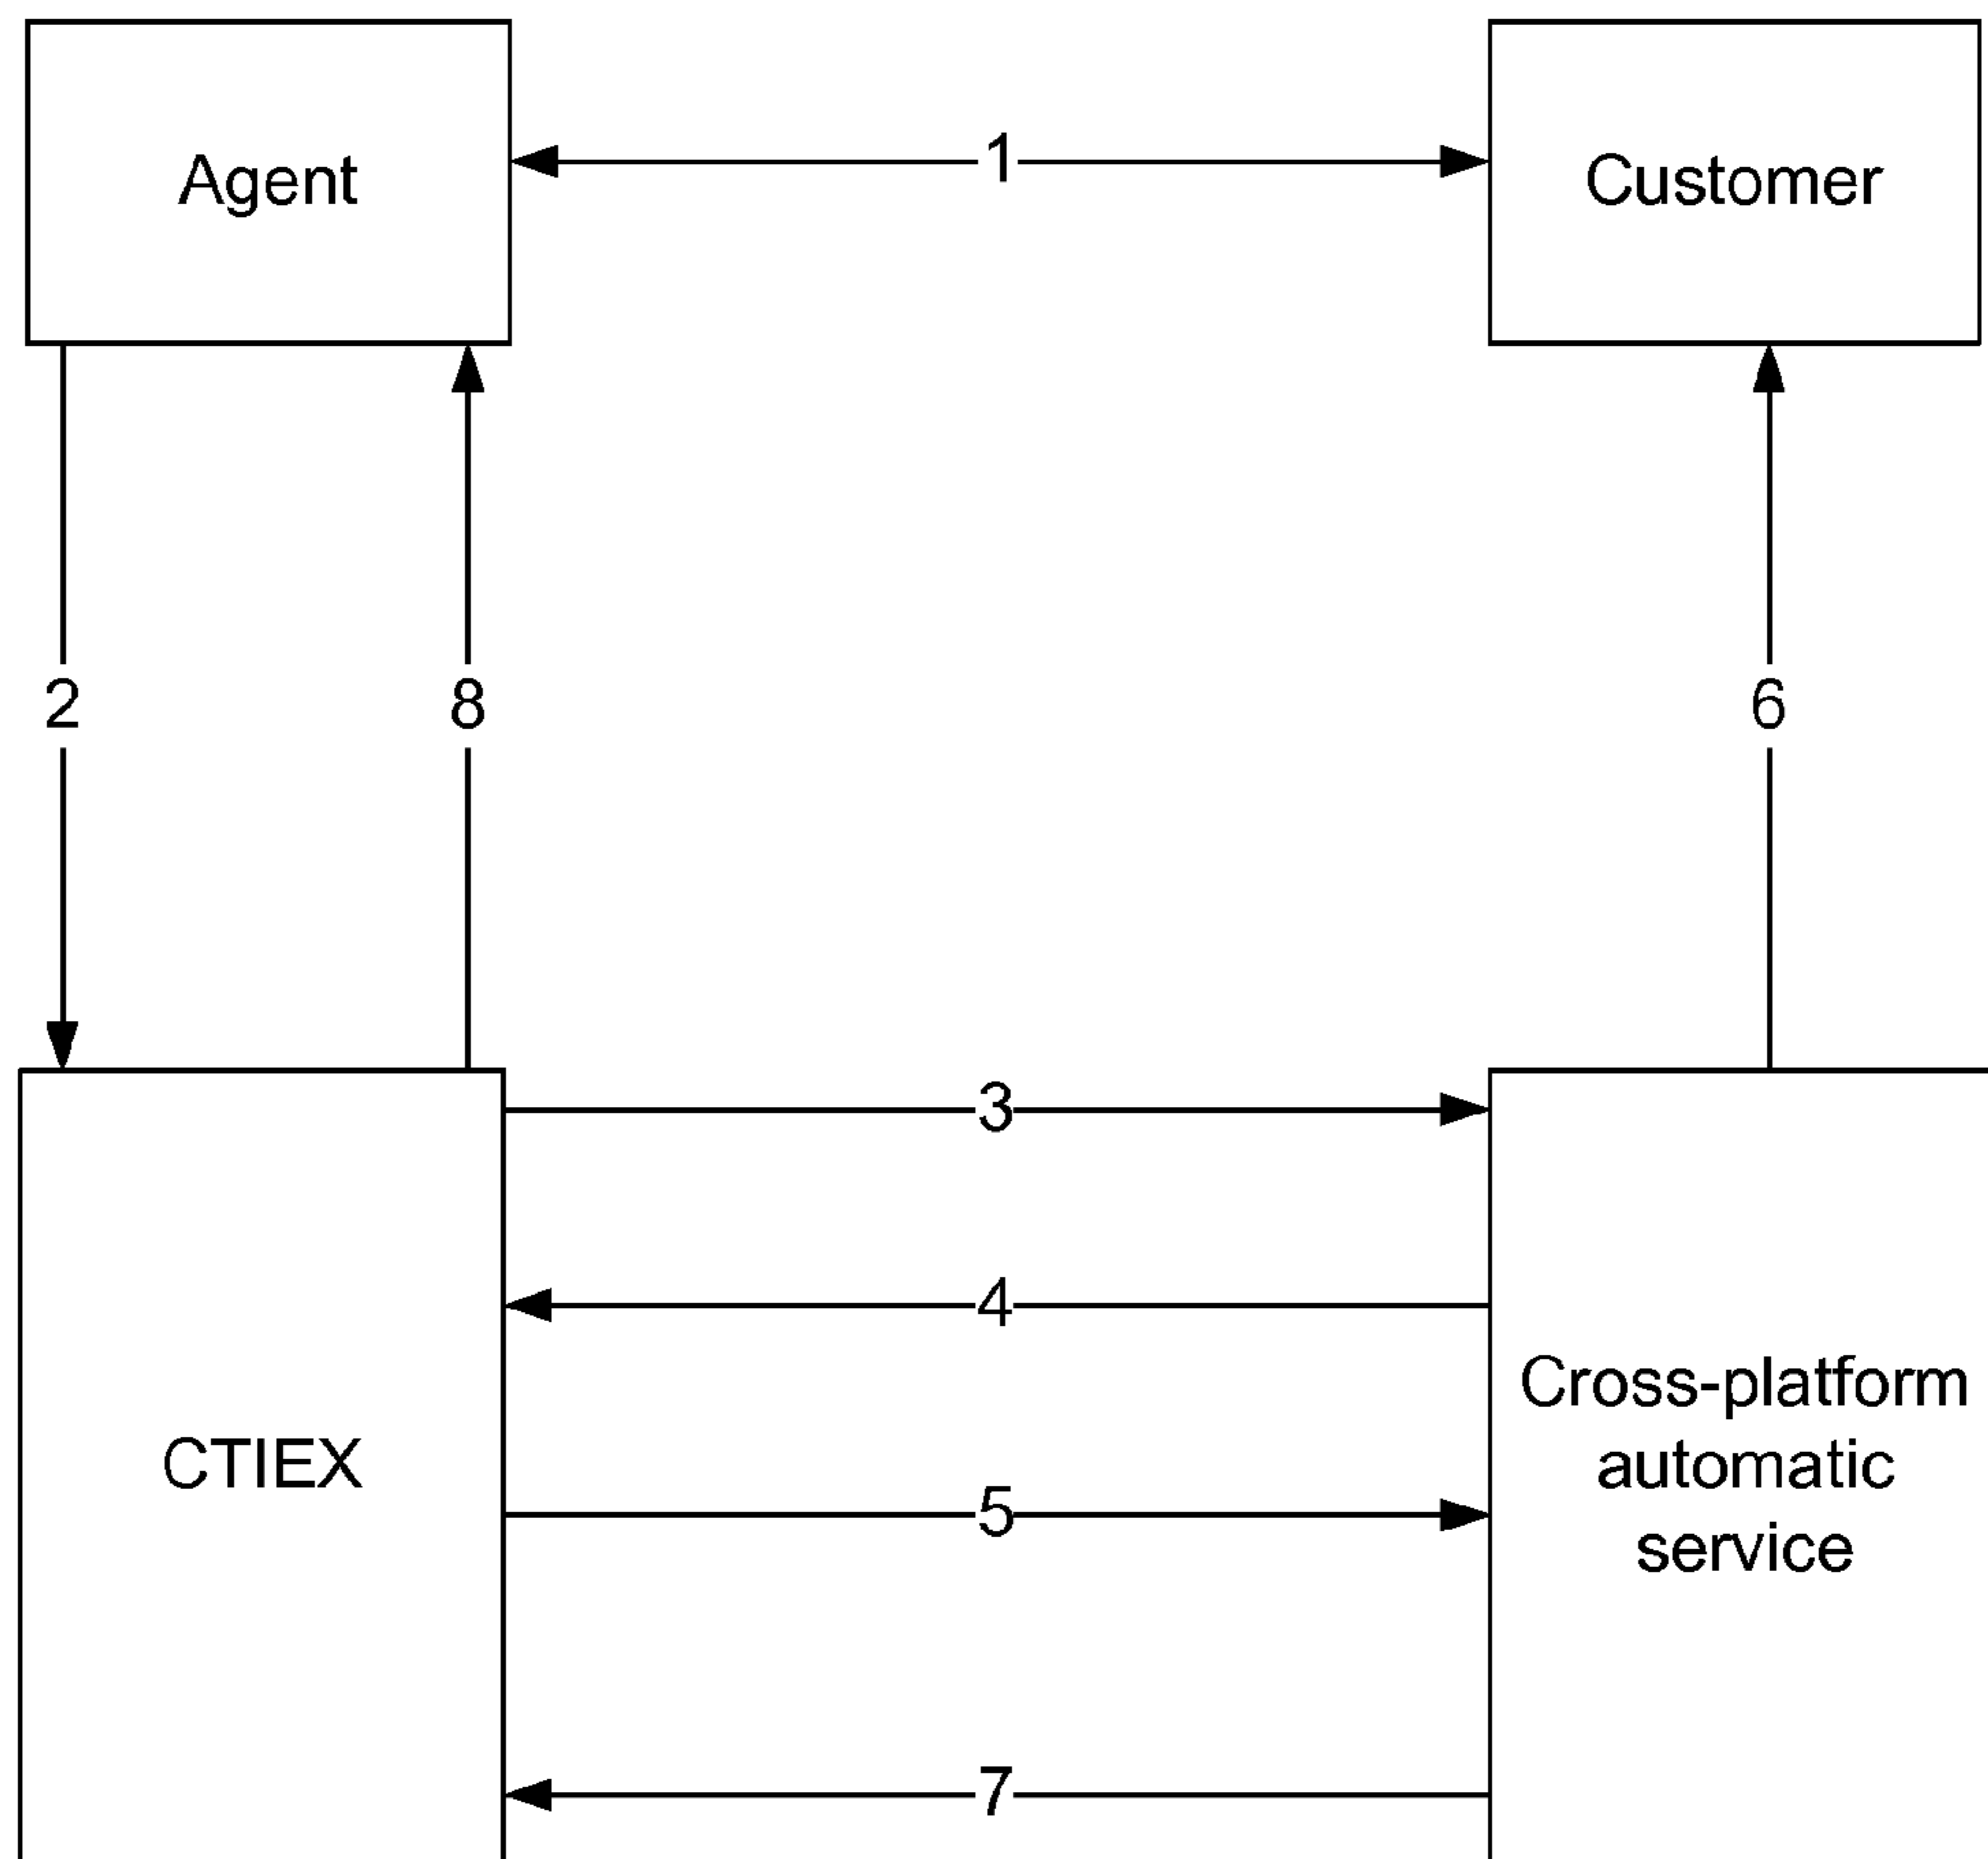 Agent
1
Customer
2
8
6
3
4
CTIEX
Cross-platform
automatic
service
5
7